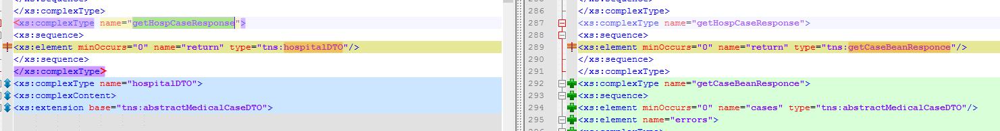 </xs:complexType>
<xs:complexType name="getHospCaseResponse">
<xs:sequence>
<xs:element minOccurs="0" name="return" type="tns:hospitalDTO"/>
</xs:sequence>
</xs:complexType>
<xs:complexType name="hospitalDTO">
<xs:complexContent>
<xs:extension base="tns:abstractMedicalCaseDTO">
286 </xs:complexType>
287 <xs:complexType name="getHospCaseResponse">
288 <xs:sequence>
289 <xs:element minOccurs="0" name="return" type="tns:getCaseBeanResponce"/>
290 </xs:sequence>
291 </xs:complexType>
292 <xs:complexType name="getCaseBeanResponce">
293 <xs:sequence>
294 <xs:element minOccurs="0" name="cases" type="tns:abstractMedicalCaseDTO"/>
295 <xs:element name="errors">